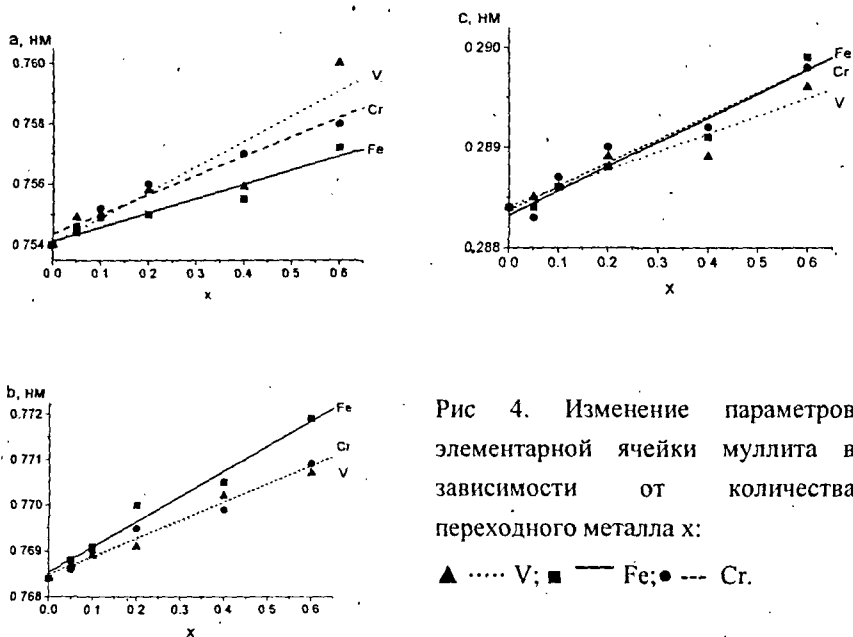 a, нм
0.760
0.758
0.756
0.754
0.0 0.1 0.2 0.3 0.4 0.5 0.6
x
V
Cr
Fe
c, нм
0.290
0.289
0.288
0.0 0.1 0.2 0.3 0.4 0.5 0.6
x
Fe
Cr
V
b, нм
0.772
0.771
0.770
0.769
0.768
0.0 0.1 0.2 0.3 0.4 0.5 0.6
x
Fe
Cr
V
Рис 4. Изменение параметров
элементарной ячейки муллита в
зависимости от количества
переходного металла x:
▲ ····· V; ■ — Fe; ● --- Cr.